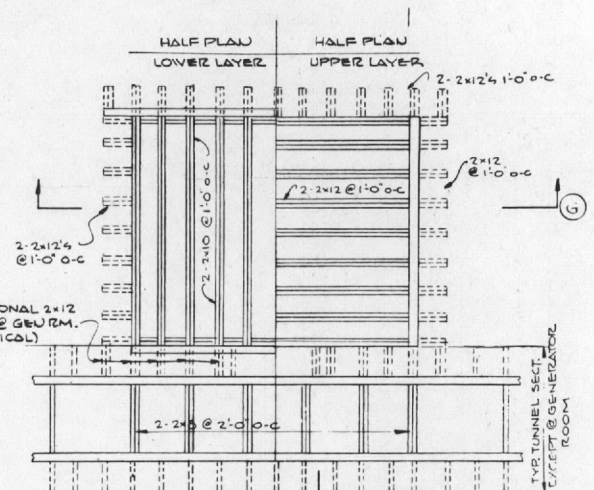 HALF PLAN
LOWER LAYER
HALF PLAN
UPPER LAYER
2-2x12's 1'-0" o-c
2x12
@ 1'-0" o-c
2-2x10 @ 1'-0" o-c
2-2x12 @ 1'-0" o-c
G
2-2x12's
@ 1'-0" o-c
ONAL 2x12
@ GEN RM.
ICAL)
@ 2'-0" o-c
TYP. TUNNEL SECT.
EXCEPT @ GENERATOR
ROOM